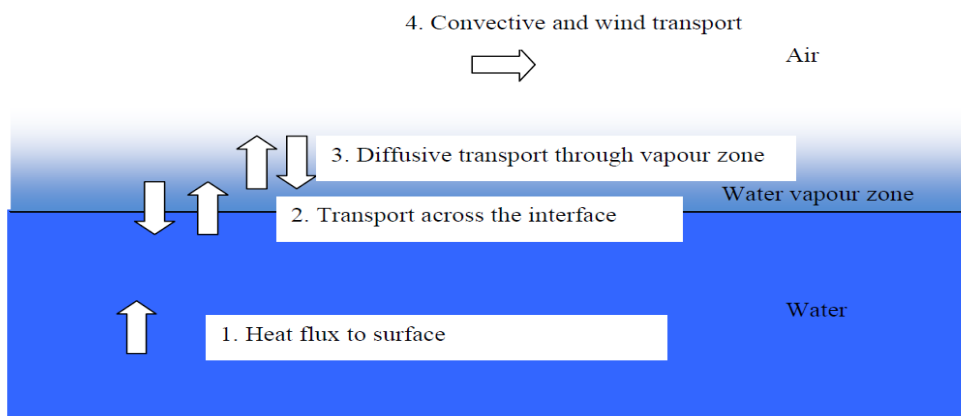 4. Convective and wind transport
Air
3. Diffusive transport through vapour zone
Water vapour zone
2. Transport across the interface
Water
1. Heat flux to surface